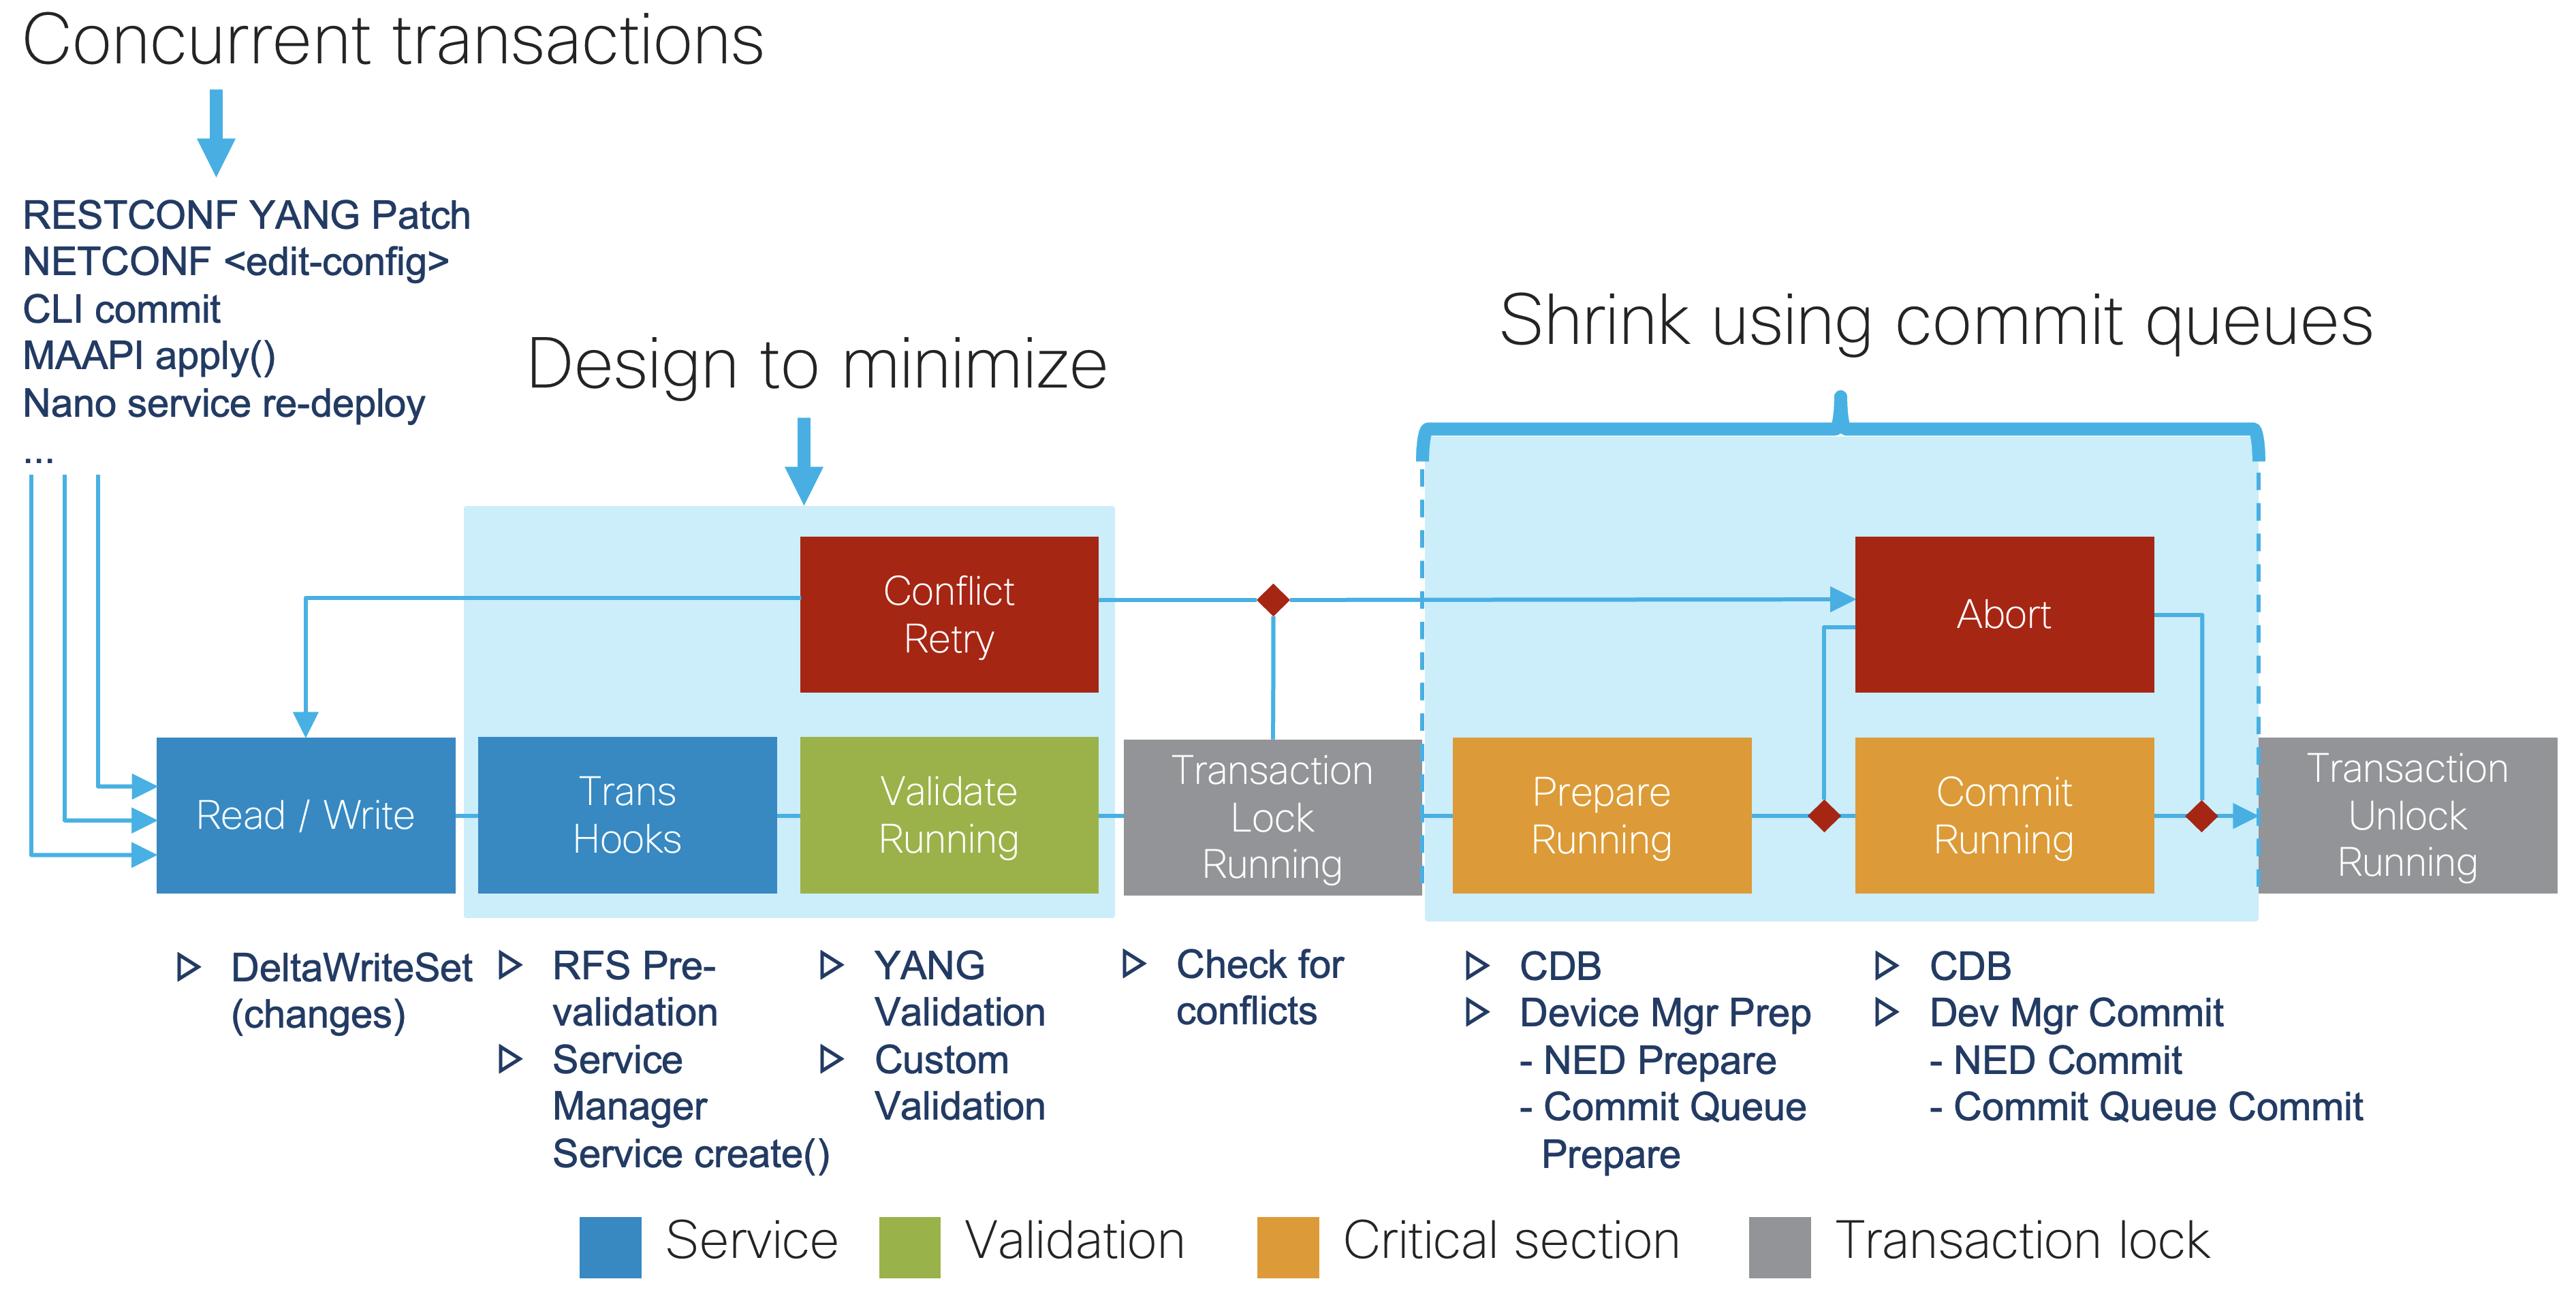 Concurrent transactions
RESTCONF YANG Patch
NETCONF <edit-config>
CLI commit
MAAPI apply()
Nano service re-deploy
...
Design to minimize
Shrink using commit queues
Conflict
Retry
Abort
Read / Write
Trans
Hooks
Validate
Running
Transaction
Lock
Running
Prepare
Running
Commit
Running
Transaction
Unlock
Running
DeltaWriteSet
(changes)
RFS Pre-
validation
Service
Manager
Service create()
YANG
Validation
Custom
Validation
Check for
conflicts
CDB
Device Mgr Prep
- NED Prepare
- Commit Queue
Prepare
CDB
Dev Mgr Commit
- NED Commit
- Commit Queue Commit
Service
Validation
Critical section
Transaction lock